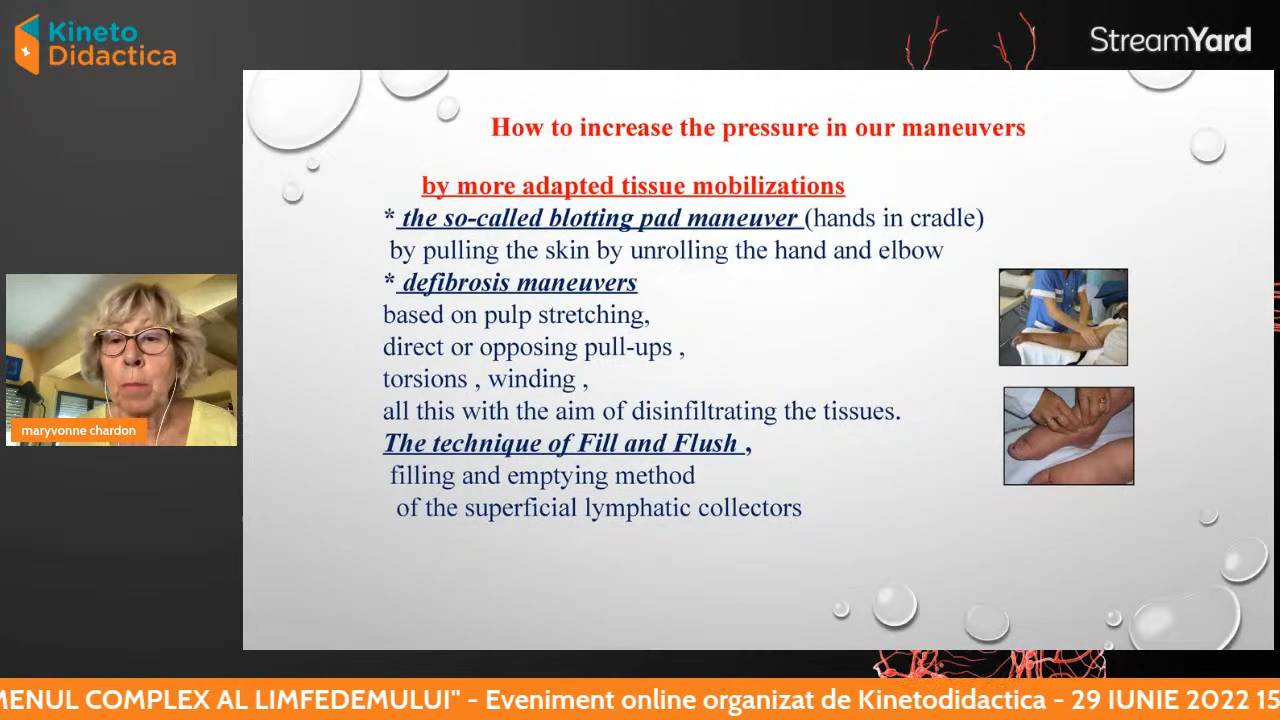 Kineto
Didactica
StreamYard
How to increase the pressure in our maneuvers
by more adapted tissue mobilizations
* the so-called blotting pad maneuver (hands in cradle)
by pulling the skin by unrolling the hand and elbow
* defibrosis maneuvers
based on pulp stretching,
direct or opposing pull-ups ,
torsions , winding ,
all this with the aim of disinfiltrating the tissues.
The technique of Fill and Flush ,
filling and emptying method
of the superficial lymphatic collectors
maryvonne chardon
MENUL COMPLEX AL LIMFEDEMULUI" - Eveniment online organizat de Kinetodidactica - 29 IUNIE 2022 15